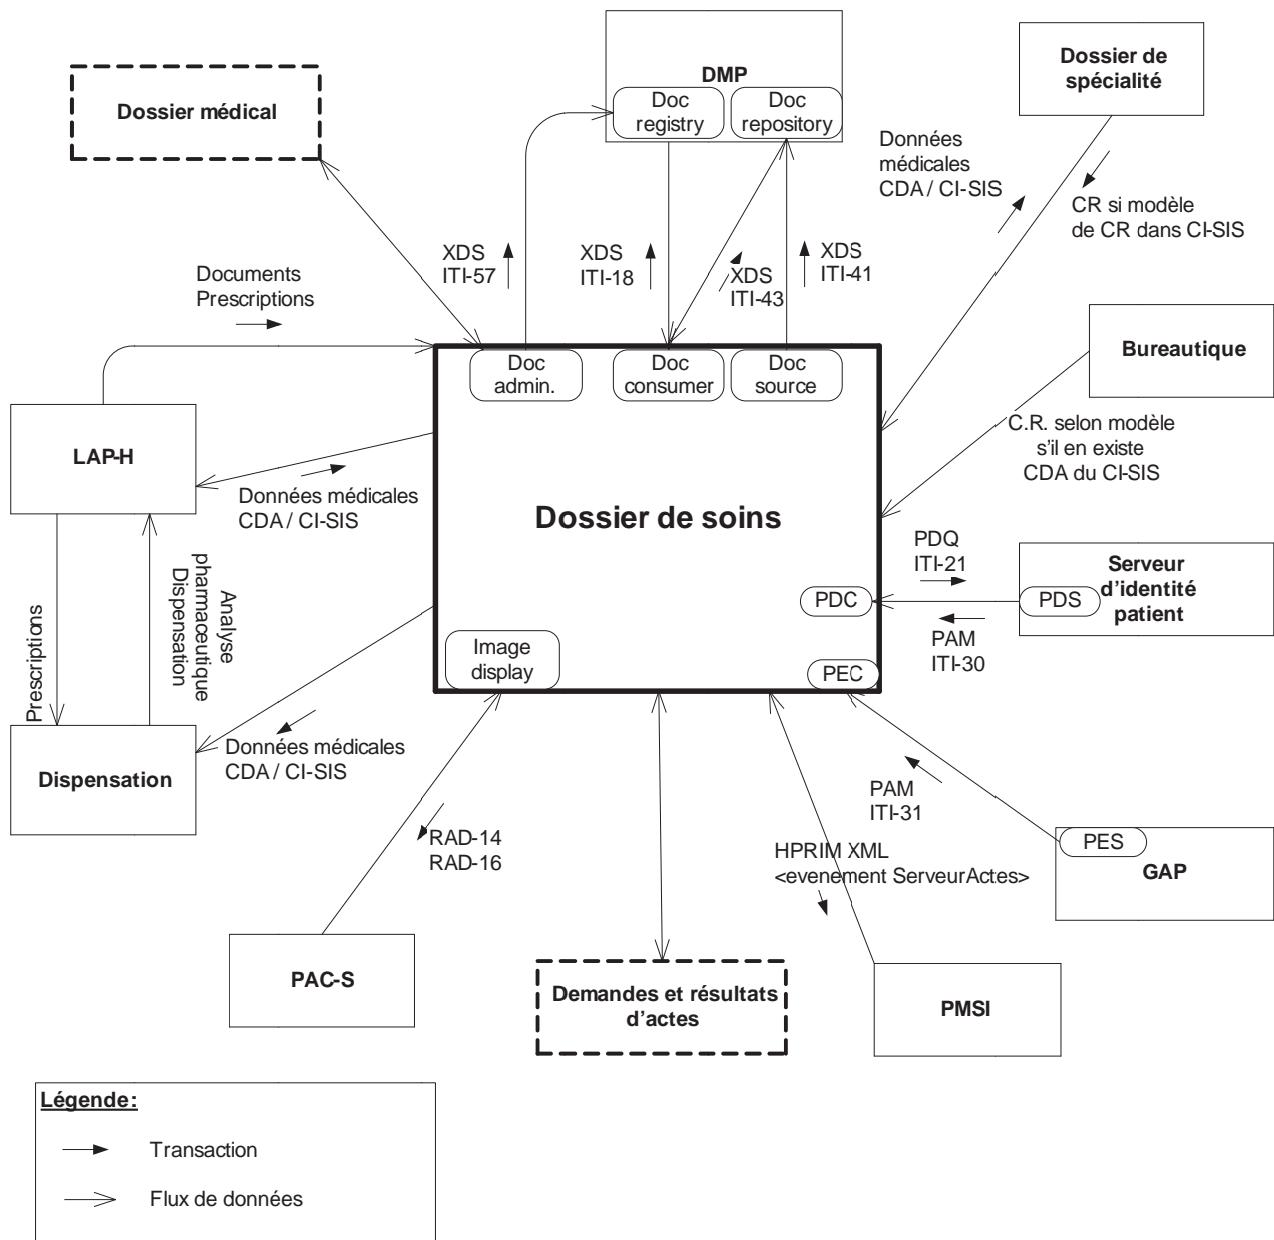 DMP
Doc
registry
Doc
repository
Dossier de
spécialité
Dossier médical
Données
médicales
CDA / CI-SIS
CR si modèle
de CR dans CI-SIS
XDS
ITI-57
XDS
ITI-18
XDS
ITI-43
XDS
ITI-41
Documents
Prescriptions
Bureautique
Doc
admin.
Doc
consumer
Doc
source
C.R. selon modèle
s'il en existe
CDA du CI-SIS
LAP-H
Données médicales
CDA / CI-SIS
Dossier de soins
PDQ
ITI-21
Serveur
d'identité
patient
PDC
PDS
PAM
ITI-30
Prescriptions
Analyse
pharmaceutique
Dispensation
Image
display
PEC
Dispensation
Données médicales
CDA / CI-SIS
PAM
ITI-31
RAD-14
RAD-16
HPRIM XML
<evenement ServeurActes>
PES
GAP
PAC-S
Demandes et résultats
d'actes
PMSI
Légende:
Transaction
Flux de données